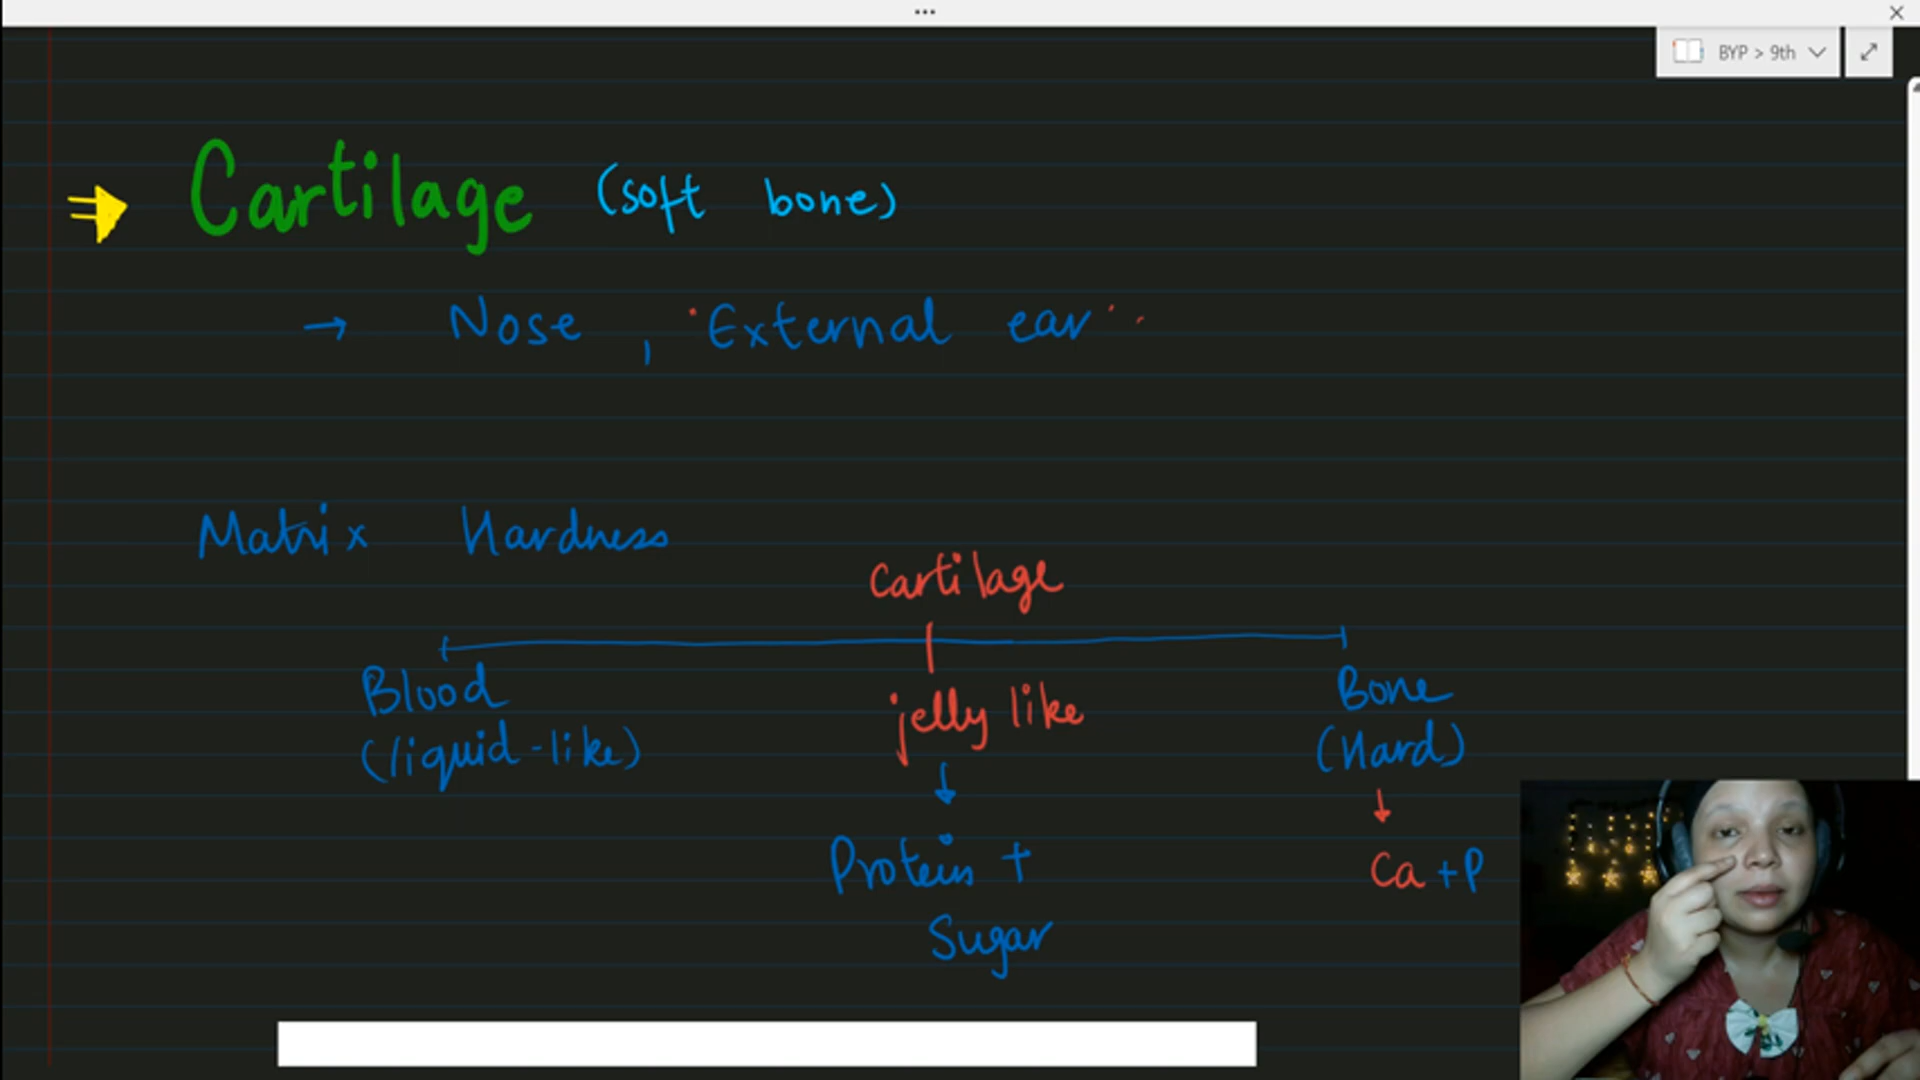 BYP > 9th
Cartilage (soft bone)
→ Nose, External ear
Matrix Hardness
Cartilage
Blood
(liquid-like)
jelly like
Bone
(Hard)
Protein +
Sugar
Ca + P